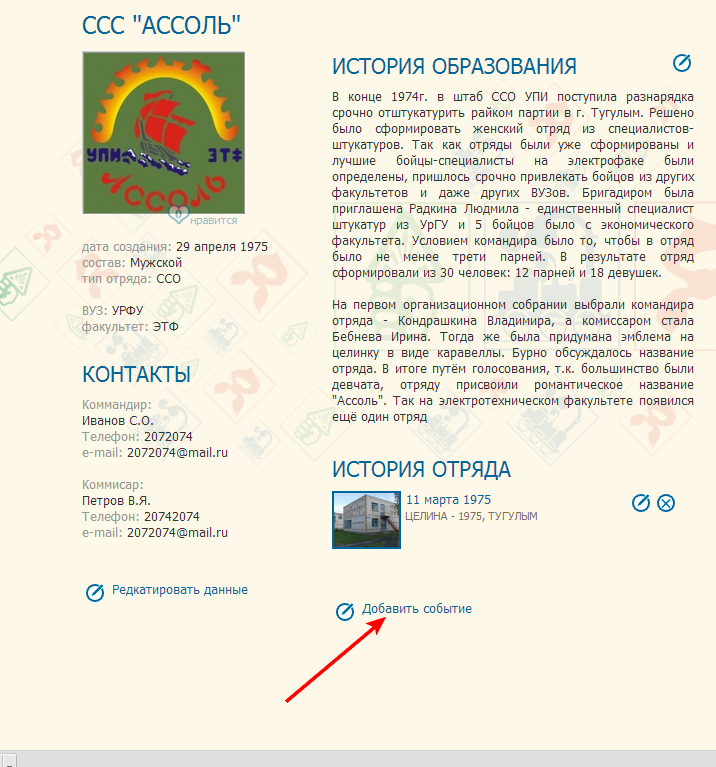 ССС "АССОЛЬ"
УПИ ЭТФ
АССОЛЬ
0
нравится
дата создания: 29 апреля 1975
состав: Мужской
тип отряда: ССО
ВУЗ: УРФУ
факультет: ЭТФ
КОНТАКТЫ
Коммандир:
Иванов С.О.
Телефон: 2072074
e-mail: 2072074@mail.ru
Коммисар:
Петров В.Я.
Телефон: 20742074
e-mail: 2072074@mail.ru
Редкатировать данные
ИСТОРИЯ ОБРАЗОВАНИЯ
В конце 1974г. в штаб ССО УПИ поступила разнарядка
срочно отштукатурить райком партии в г. Тугулым. Решено
было сформировать женский отряд из специалистов-
штукатуров. Так как отряды были уже сформированы и
лучшие бойцы-специалисты на электрофаке были
определены, пришлось срочно привлекать бойцов из других
факультетов и даже других ВУЗов. Бригадиром была
приглашена Радкина Людмила - единственный специалист
штукатур из УрГУ и 5 бойцов было с экономического
факультета. Условием командира было то, чтобы в отряд
было не менее трети парней. В результате отряд
сформировали из 30 человек: 12 парней и 18 девушек.
На первом организационном собрании выбрали командира
отряда - Кондрашкина Владимира, а комиссаром стала
Бебнева Ирина. Тогда же была придумана эмблема на
целинку в виде каравеллы. Бурно обсуждалось название
отряда. В итоге путём голосования, т.к. большинство были
девчата, отряду присвоили романтическое название
"Ассоль". Так на электротехническом факультете появился
ещё один отряд
ИСТОРИЯ ОТРЯДА
11 марта 1975
ЦЕЛИНА - 1975, ТУГУЛЫМ
Добавить событие